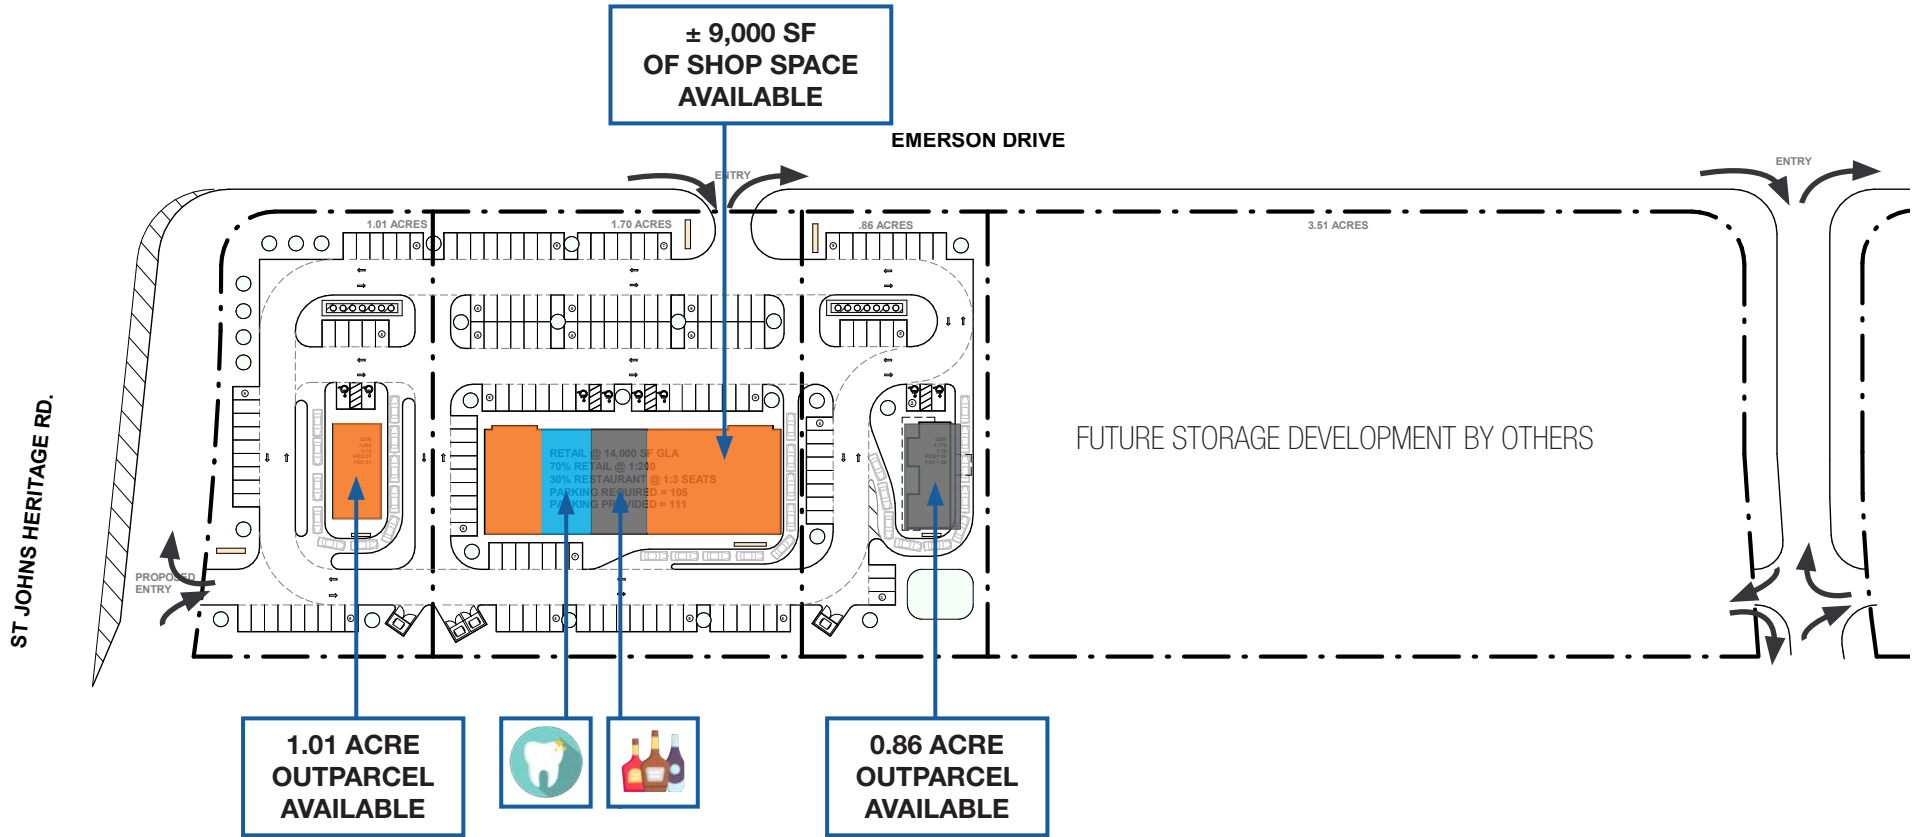 ± 9,000 SF
OF SHOP SPACE
AVAILABLE
EMERSON DRIVE
ENTRY
ENTRY
1.01 ACRES
1.70 ACRES
.86 ACRES
3.51 ACRES
ST JOHNS HERITAGE RD.
RETAIL @ 14,000 SF GLA
70% RETAIL @ 1:200
30% RESTAURANT @ 1:3 SEATS
PARKING REQUIRED = 105
PARKING PROVIDED = 111
FUTURE STORAGE DEVELOPMENT BY OTHERS
PROPOSED
ENTRY
1.01 ACRE
OUTPARCEL
AVAILABLE
0.86 ACRE
OUTPARCEL
AVAILABLE